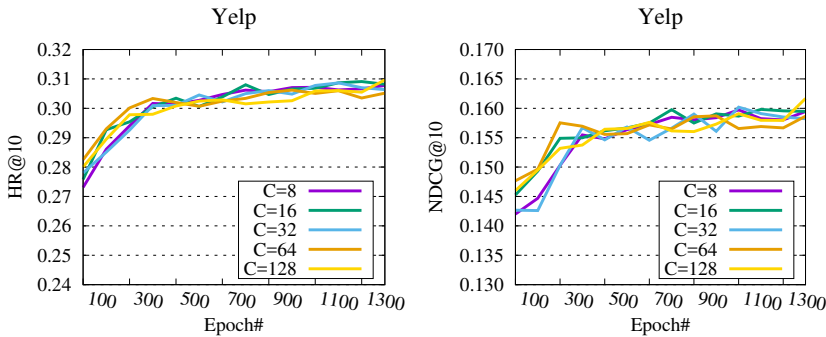 Yelp
HR@10
0.31
0.30
0.29
0.28
0.27
0.26
0.25
0.24
C=8
C=16
C=32
C=64
C=128
100 300 500 700 900 1100 1300
Epoch#
Yelp
NDCG@10
0.170
0.165
0.160
0.155
0.150
0.145
0.140
0.135
0.130
C=8
C=16
C=32
C=64
C=128
100 300 500 700 900 1100 1300
Epoch#